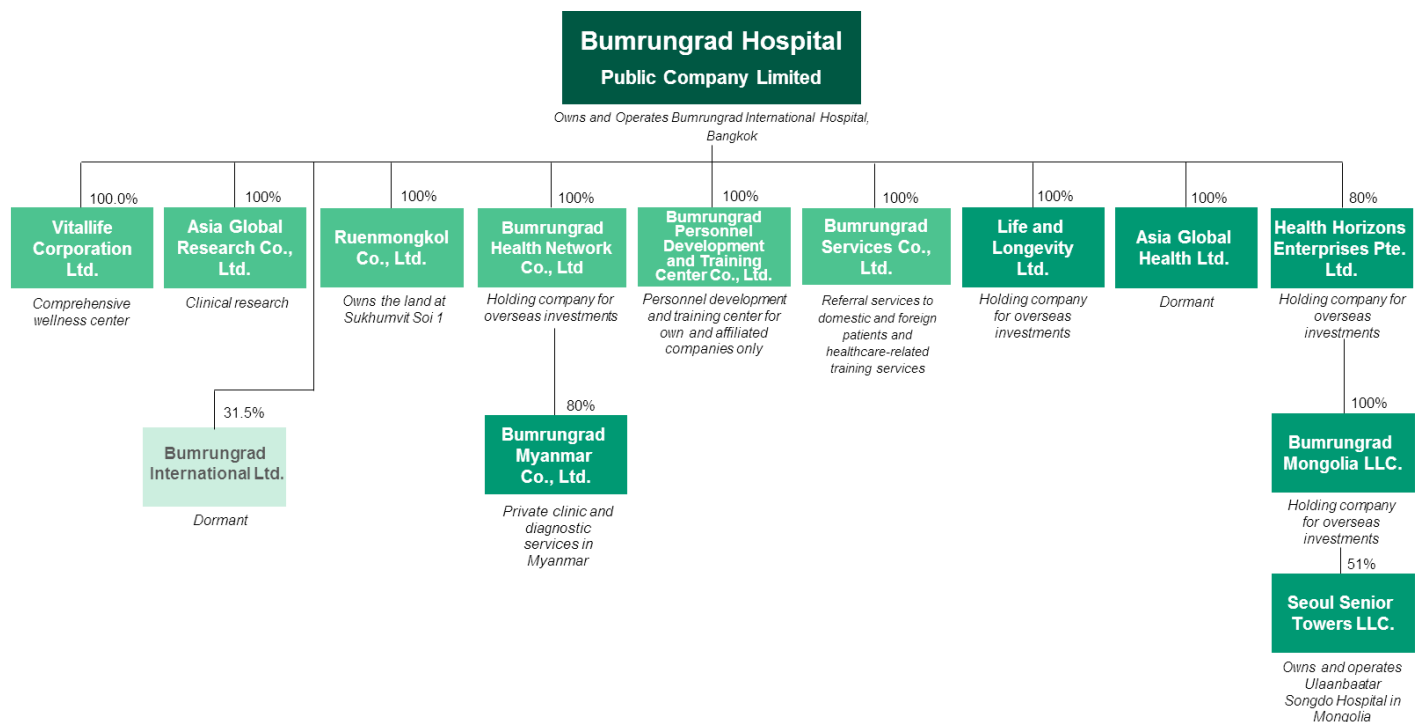 Bumrungrad Hospital
Public Company Limited
Owns and Operates Bumrungrad International Hospital,
Bangkok
100.0%
Vitallife
Corporation
Ltd.
Comprehensive
wellness center
100%
Asia Global
Research Co.,
Ltd.
Clinical research
100%
Ruenmongkol
Co., Ltd.
Owns the land at
Sukhumvit Soi 1
100%
Bumrungrad
Health Network
Co., Ltd
Holding company for
overseas investments
100%
Bumrungrad
Personnel
Development
and Training
Center Co., Ltd.
Personnel development
and training center for
own and affiliated
companies only
100%
Bumrungrad
Services Co.,
Ltd.
Referral services to
domestic and foreign
patients and
healthcare-related
training services
100%
Life and
Longevity
Ltd.
Holding company
for overseas
investments
100%
Asia Global
Health Ltd.
Dormant
80%
Health Horizons
Enterprises Pte.
Ltd.
Holding company for
overseas
investments
31.5%
Bumrungrad
International Ltd.
Dormant
80%
Bumrungrad
Myanmar
Co., Ltd.
Private clinic and
diagnostic
services in
Myanmar
100%
Bumrungrad
Mongolia LLC.
Holding company
for overseas
investments
51%
Seoul Senior
Towers LLC.
Owns and operates
Ulaanbaatar
Songdo Hospital in
Mongolia